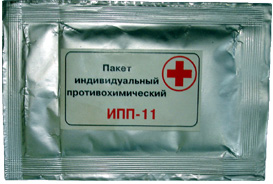 Пакет
индивидуальный
противохимический
ИПП-11